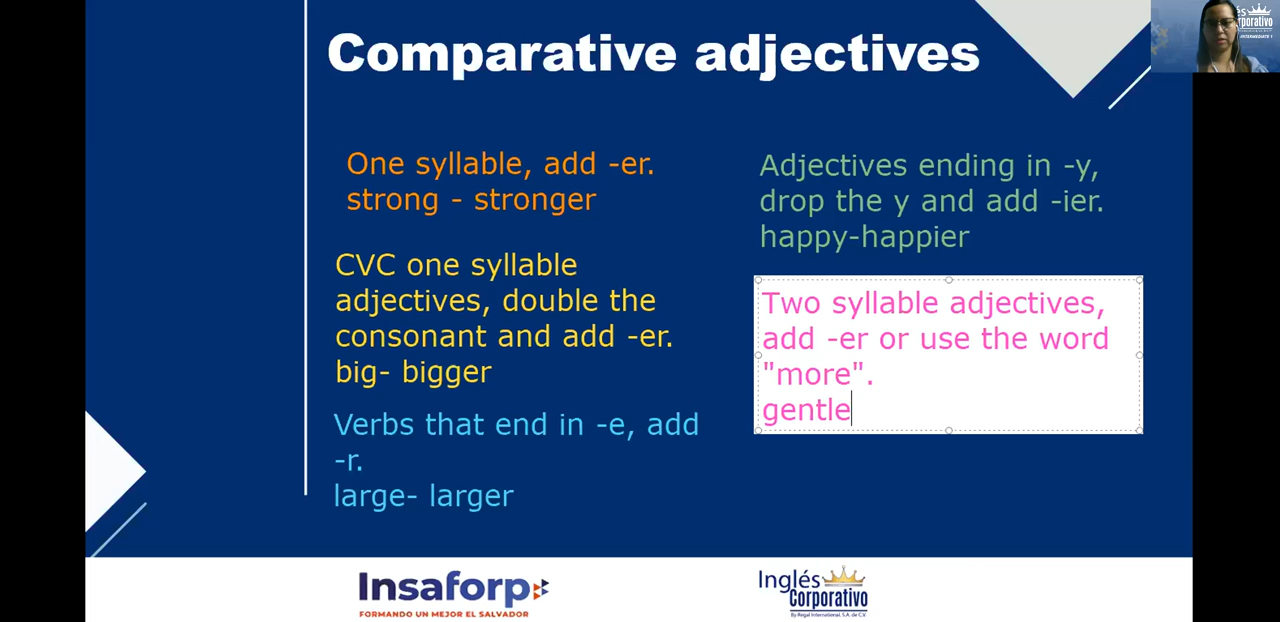 Comparative adjectives
One syllable, add -er.
strong - stronger
CVC one syllable
adjectives, double the
consonant and add -er.
big- bigger
Verbs that end in -e, add
-r.
large- larger
Adjectives ending in -y,
drop the y and add -ier.
happy-happier
Two syllable adjectives,
add -er or use the word
"more".
gentle
Insaforp
FORMANDO UN MEJOR EL SALVADOR
Inglés
Corporativo
By Regal International, S.A. de C.V.